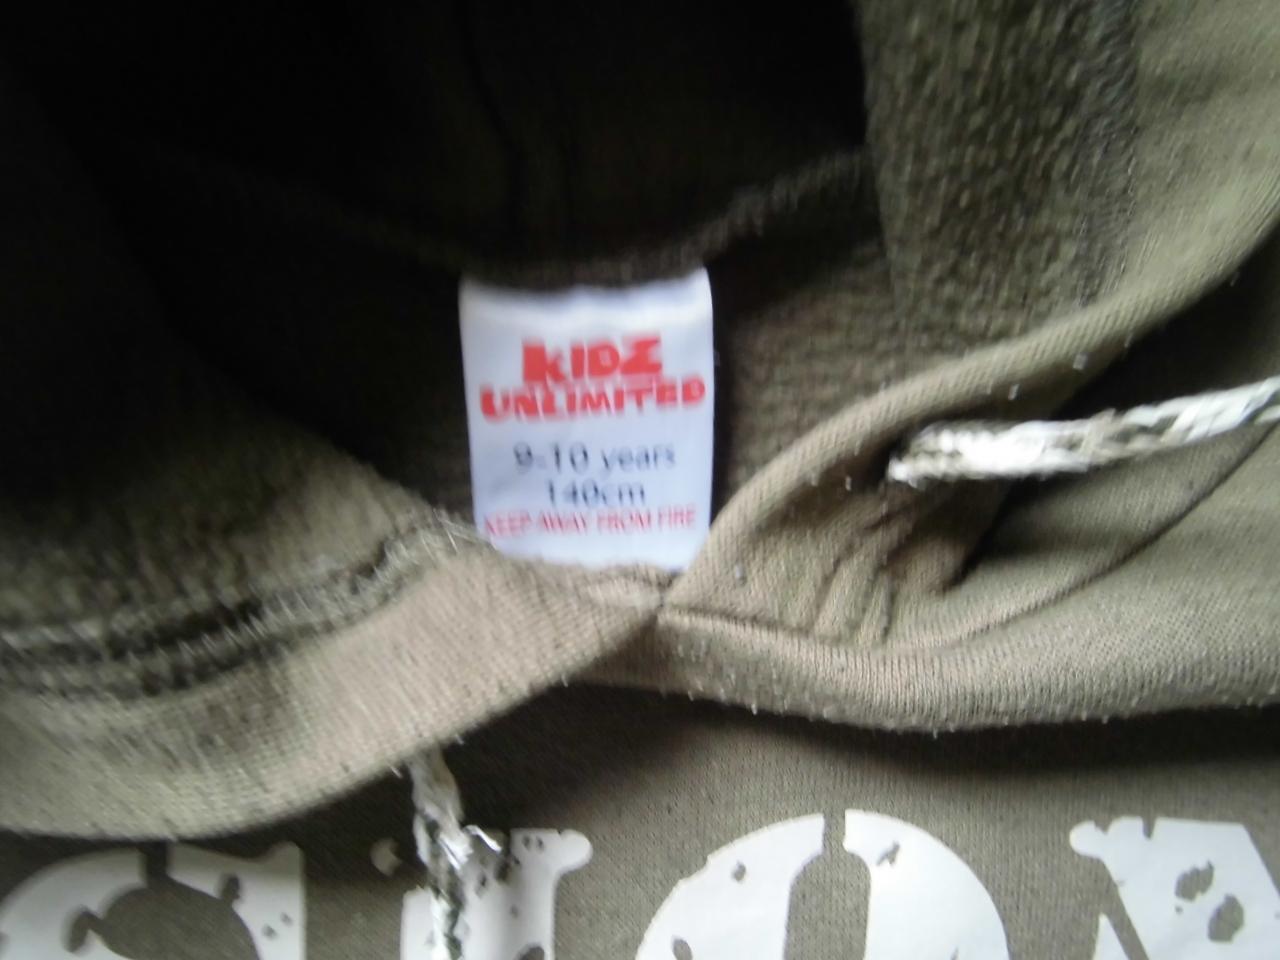 KIDZ
UNLIMITED
9-10 years
140cm
KEEP AWAY FROM FIRE